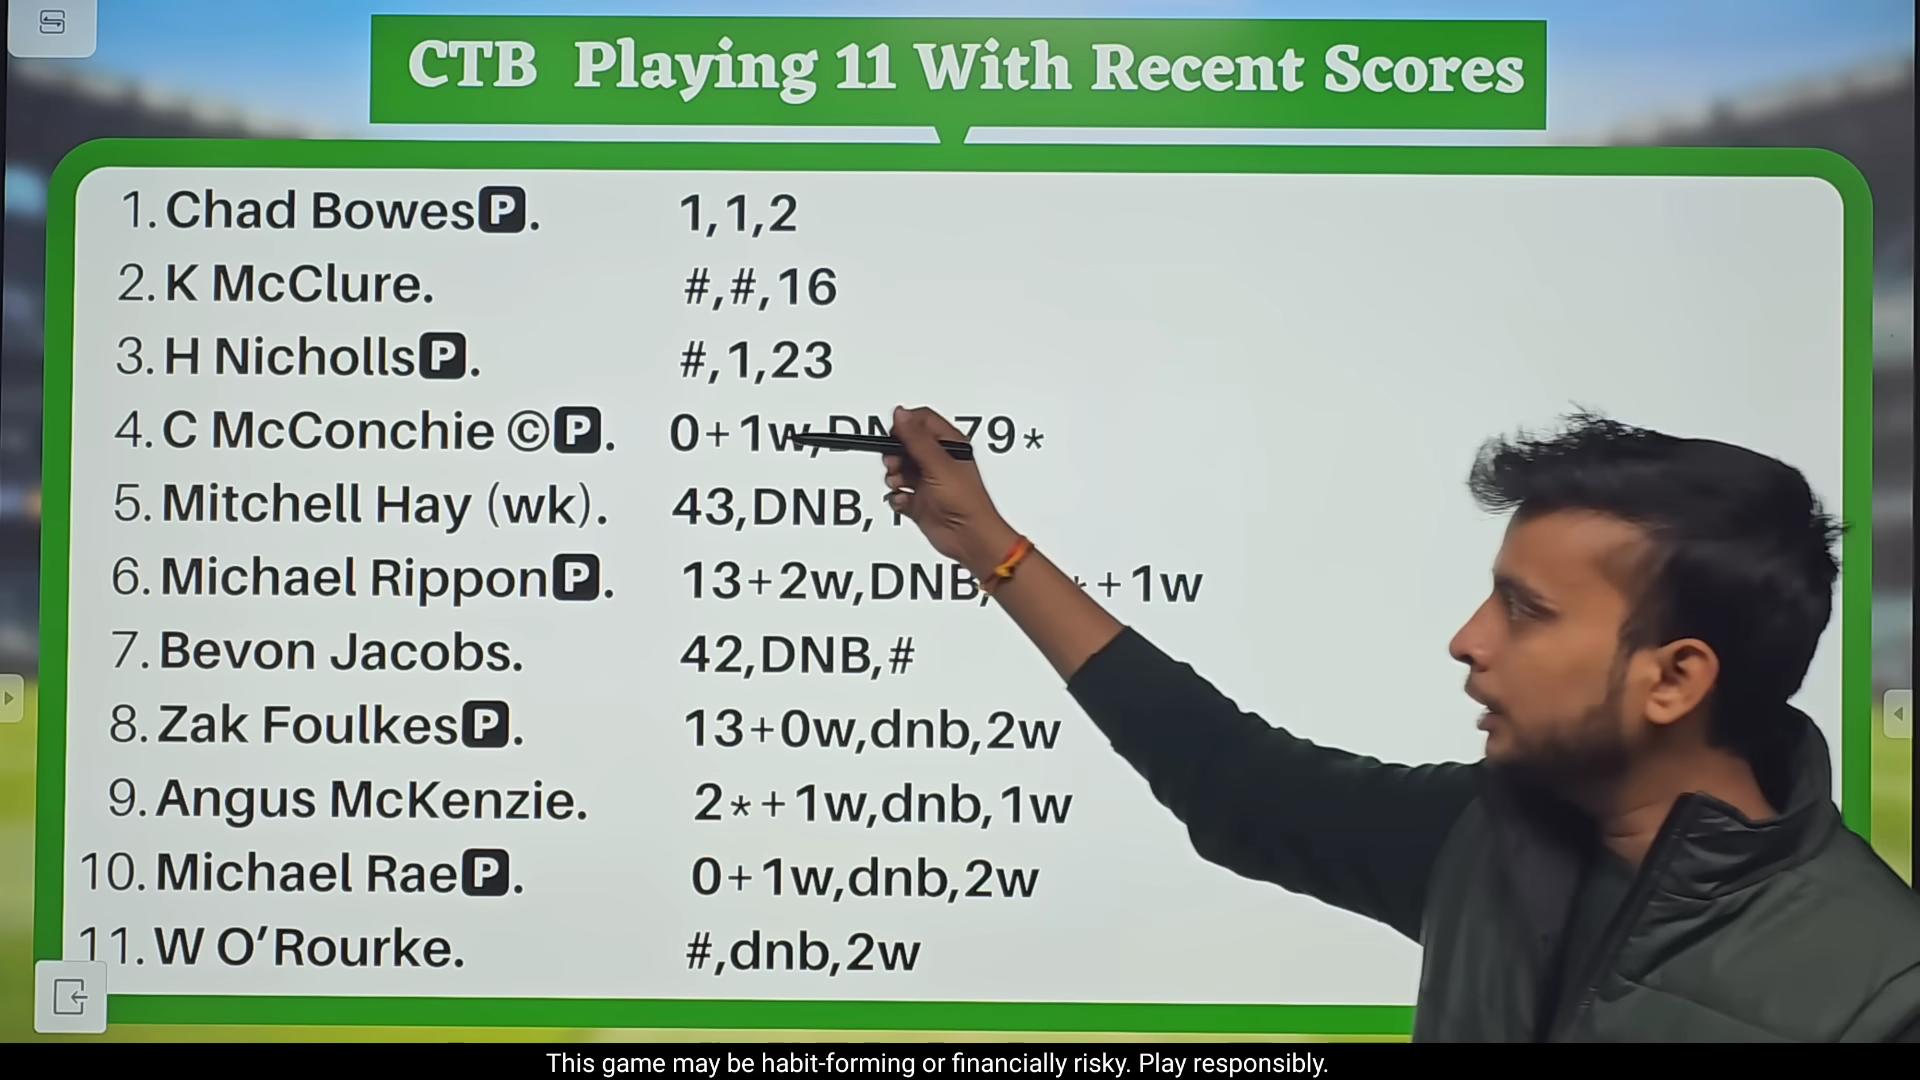 CTB Playing 11 With Recent Scores
1. Chad Bowes🅿. 1,1,2
2. K McClure. #,#,16
3. H Nicholls🅿. #,1,23
4. C McConchie ©🅿. 0+1w, 79*
5. Mitchell Hay (wk). 43,DNB,
6. Michael Rippon🅿. 13+2w,DNB, +1w
7. Bevon Jacobs. 42,DNB,#
8. Zak Foulkes🅿. 13+0w,dnb,2w
9. Angus McKenzie. 2*+1w,dnb,1w
10. Michael Rae🅿. 0+1w,dnb,2w
11. W O’Rourke. #,dnb,2w
This game may be habit-forming or financially risky. Play responsibly.